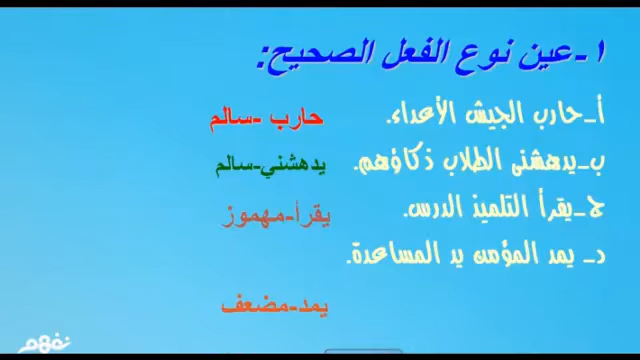 ١-عين نوع الفعل الصحيح:
أ-حارب الجيش الأعداء.
حارب -سالم
ب-يدهشنى الطلاب ذكاؤهم.
يدهشني-سالم
ج-يقرأ التلميذ الدرس.
يقرأ-مهموز
د- يمد المؤمن يد المساعدة.
يمد-مضعف
نفهم